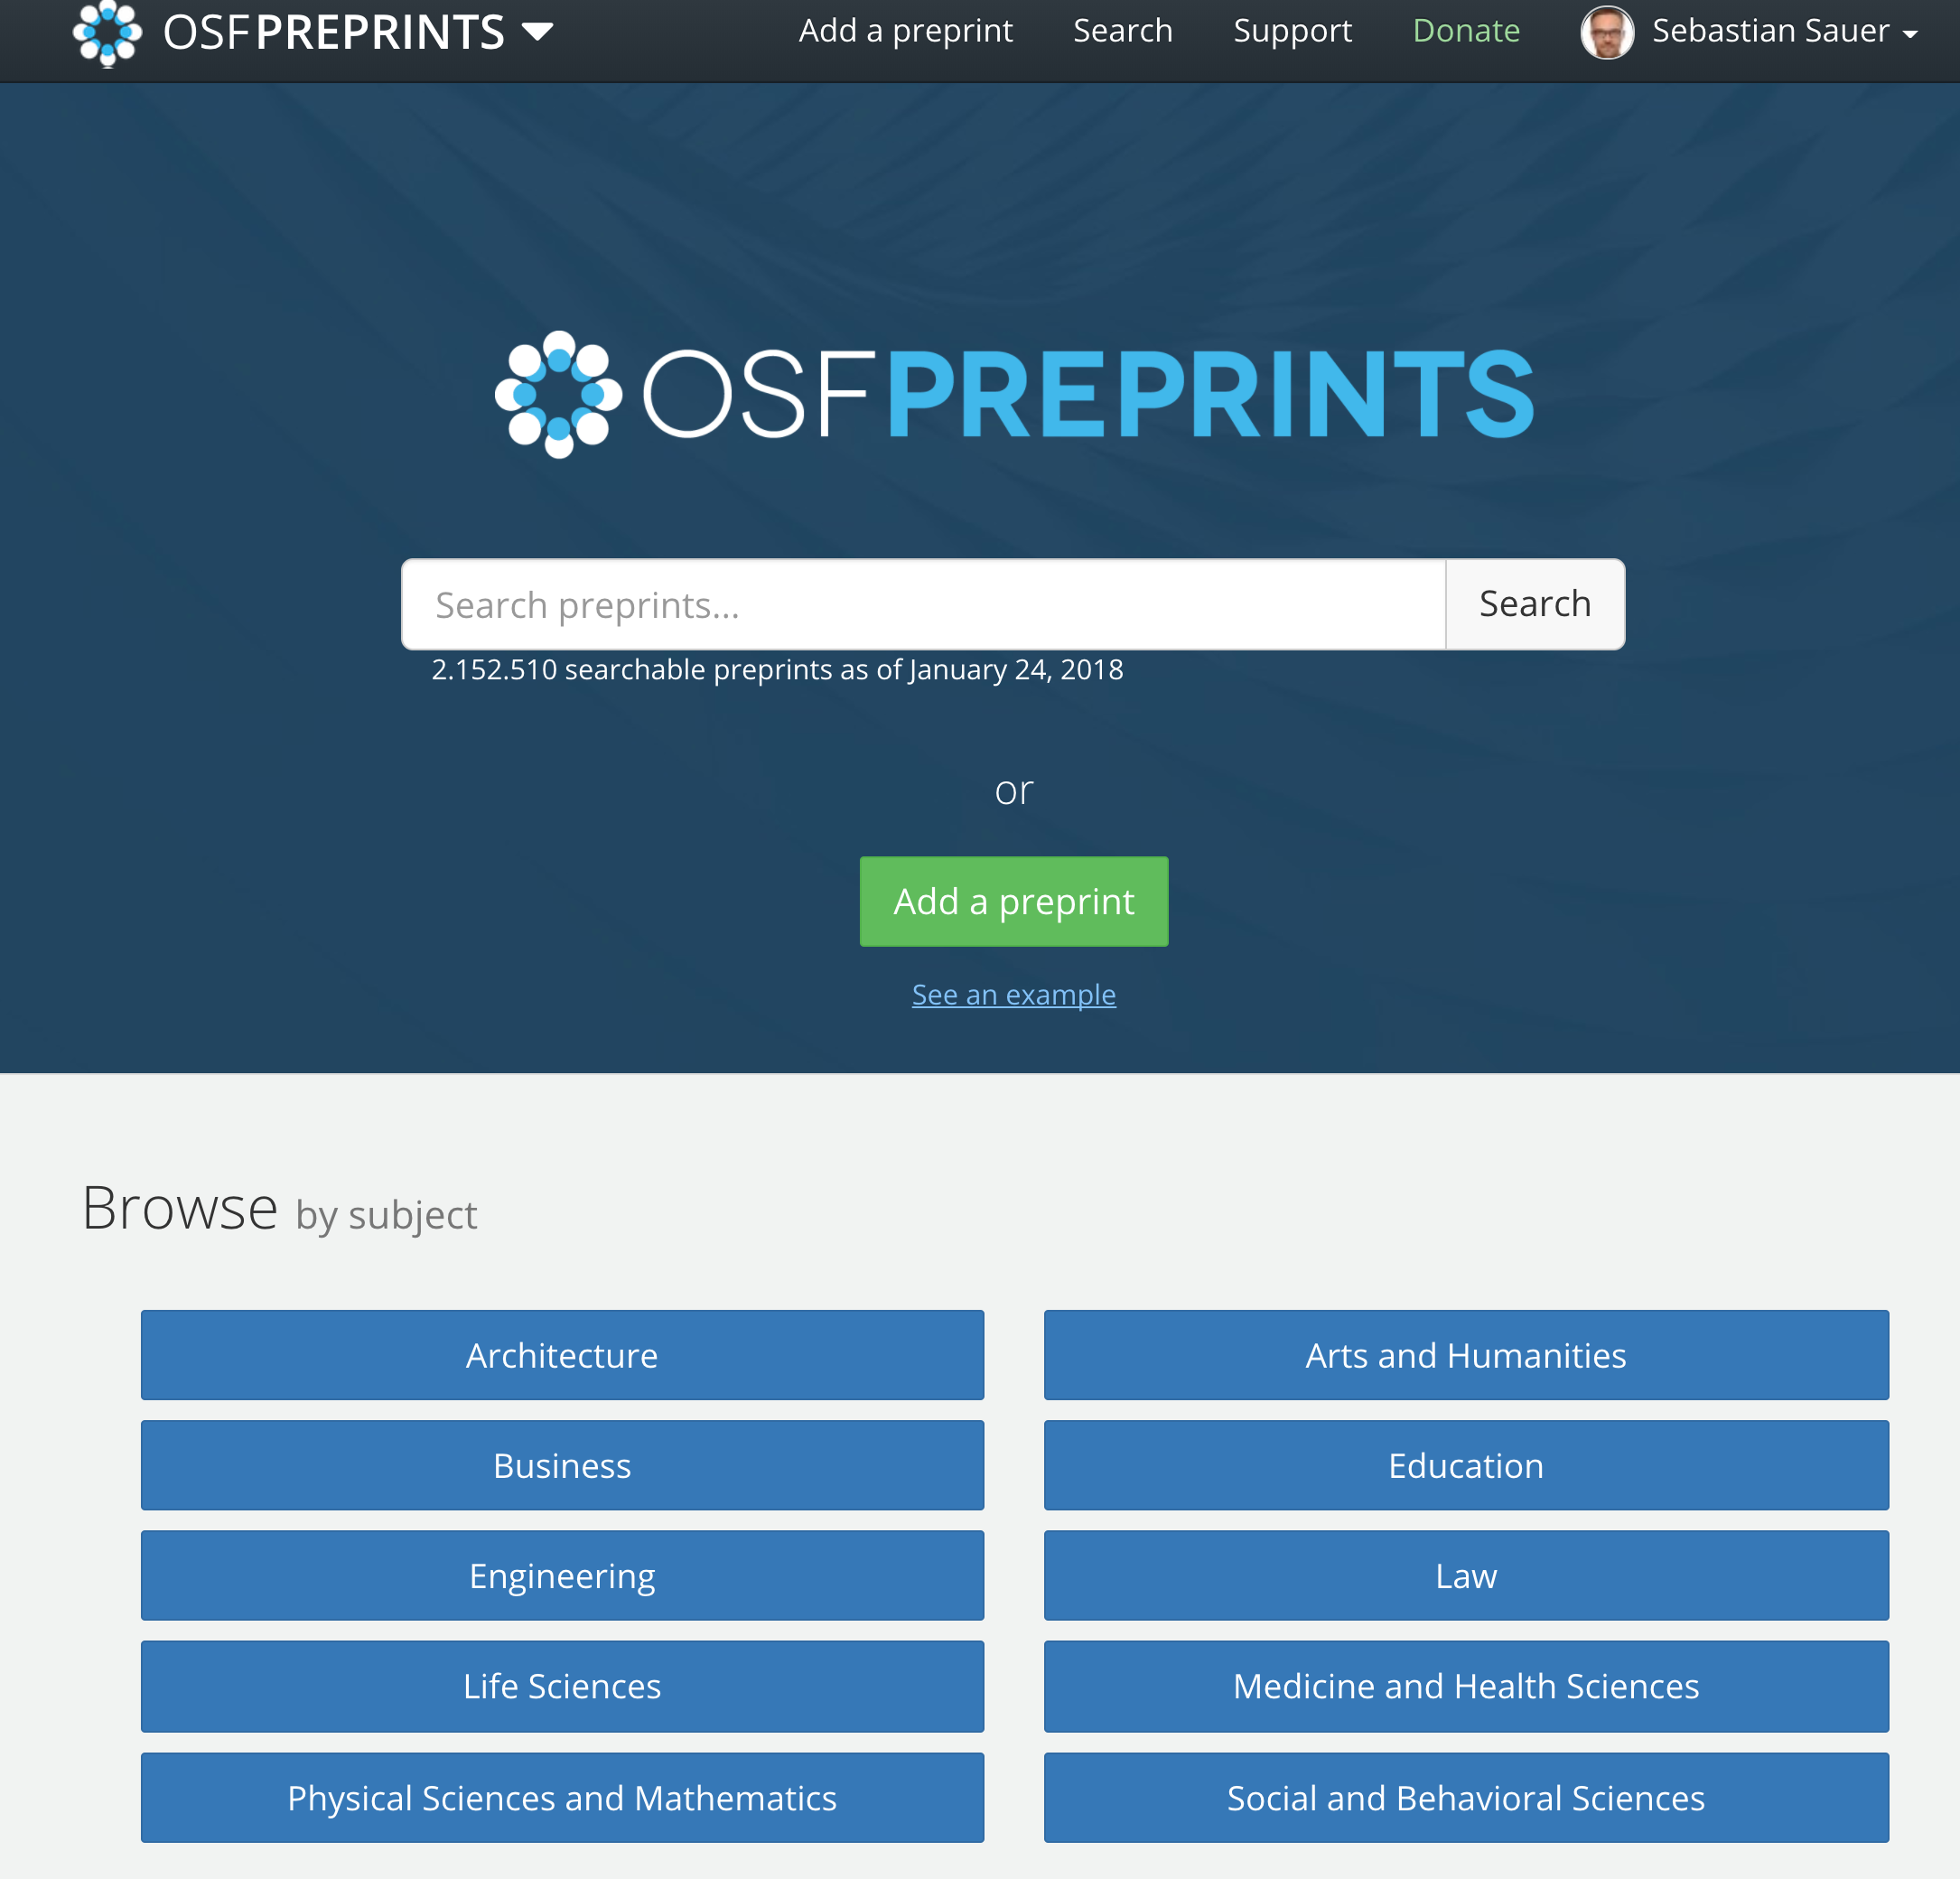 OSFPREPRINTS Add a preprint Search Support Donate Sebastian Sauer
OSFPREPRINTS
Search preprints... Search
2.152.510 searchable preprints as of January 24, 2018
or
Add a preprint
See an example
Browse by subject
Architecture Arts and Humanities
Business Education
Engineering Law
Life Sciences Medicine and Health Sciences
Physical Sciences and Mathematics Social and Behavioral Sciences